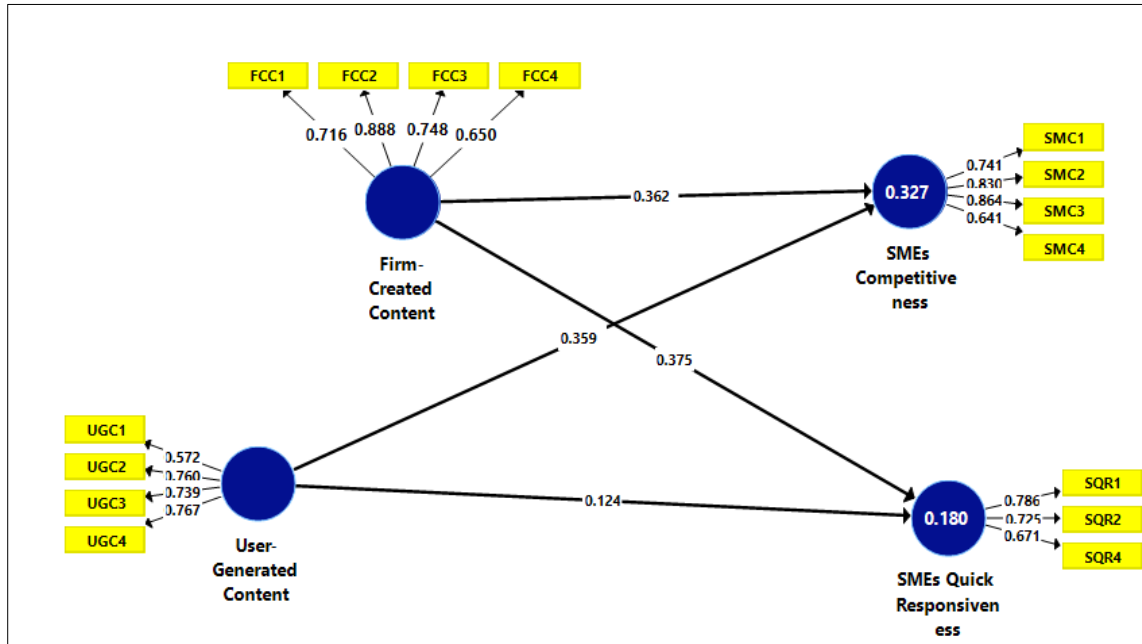 FCC1 FCC2 FCC3 FCC4
0.716 0.888 0.748 0.650
Firm-
Created
Content
0.362
0.359
0.375
0.124
0.327
SMEs
Competitive
ness
0.741
0.830
0.864
0.641
SMC1
SMC2
SMC3
SMC4
UGC1
UGC2
UGC3
UGC4
0.572
0.760
0.739
0.767
User-
Generated
Content
0.180
SMEs Quick
Responsiven
ess
0.786
0.725
0.671
SQR1
SQR2
SQR4